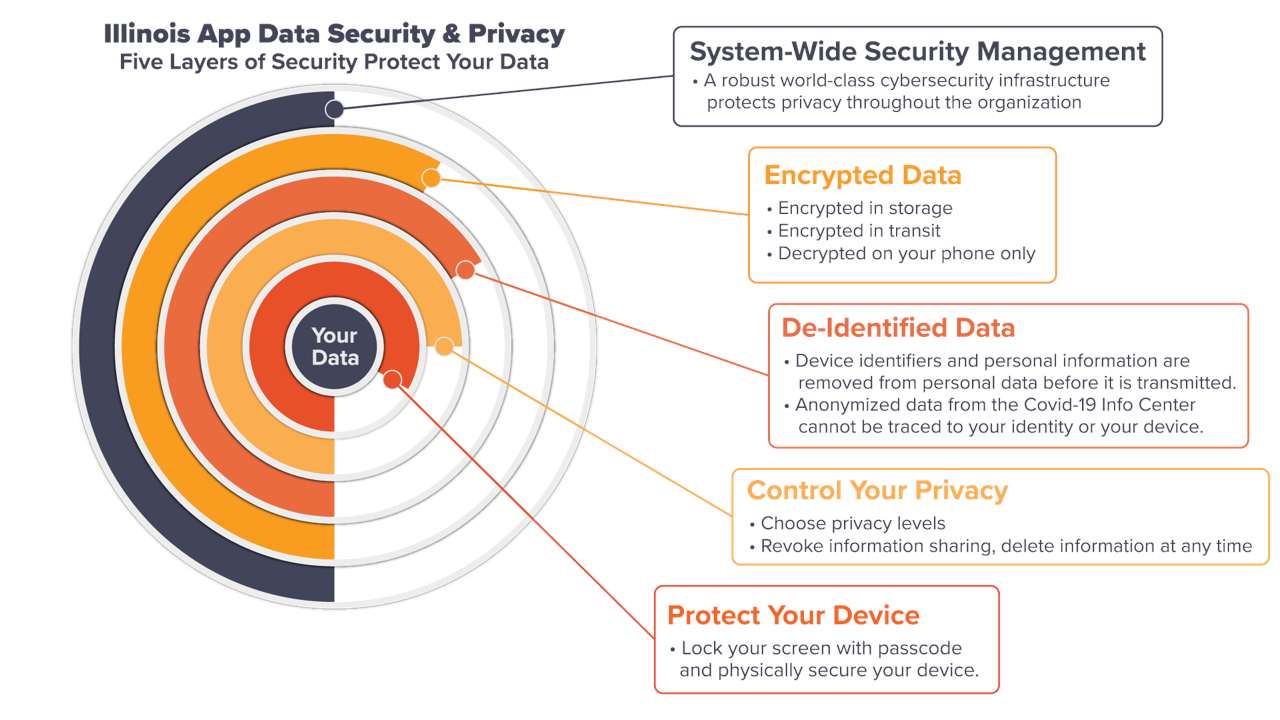 Illinois App Data Security & Privacy
Five Layers of Security Protect Your Data
System-Wide Security Management
• A robust world-class cybersecurity infrastructure
protects privacy throughout the organization
Encrypted Data
• Encrypted in storage
• Encrypted in transit
• Decrypted on your phone only
De-Identified Data
• Device identifiers and personal information are
removed from personal data before it is transmitted.
• Anonymized data from the Covid-19 Info Center
cannot be traced to your identity or your device.
Your
Data
Control Your Privacy
• Choose privacy levels
• Revoke information sharing, delete information at any time
Protect Your Device
• Lock your screen with passcode
and physically secure your device.